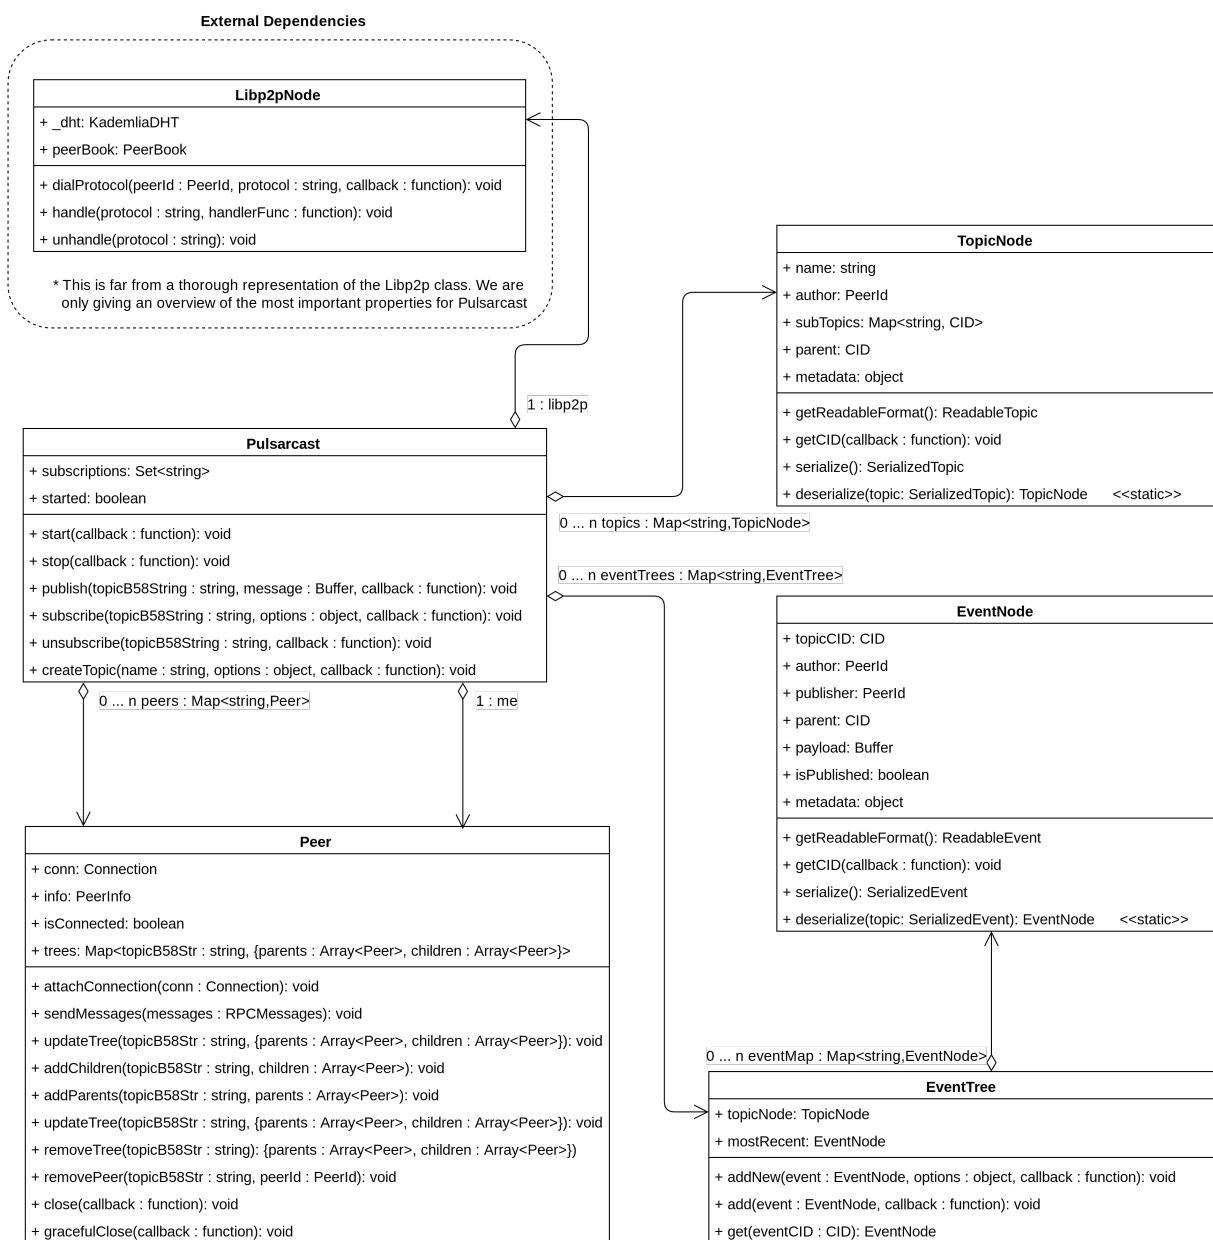 External Dependencies
Libp2pNode
+ _dht: KademliaDHT
+ peerBook: PeerBook
+ dialProtocol(peerId : PeerId, protocol : string, callback : function): void
+ handle(protocol : string, handlerFunc : function): void
+ unhandle(protocol : string): void
* This is far from a thorough representation of the Libp2p class. We are
only giving an overview of the most important properties for Pulsarcast
1 : libp2p
Pulsarcast
+ subscriptions: Set<string>
+ started: boolean
+ start(callback : function): void
+ stop(callback : function): void
+ publish(topicB58String : string, message : Buffer, callback : function): void
+ subscribe(topicB58String : string, options : object, callback : function): void
+ unsubscribe(topicB58String : string, callback : function): void
+ createTopic(name : string, options : object, callback : function): void
0 ... n topics : Map<string,TopicNode>
0 ... n eventTrees : Map<string,EventTree>
0 ... n peers : Map<string,Peer>
1 : me
TopicNode
+ name: string
+ author: PeerId
+ subTopics: Map<string, CID>
+ parent: CID
+ metadata: object
+ getReadableFormat(): ReadableTopic
+ getCID(callback : function): void
+ serialize(): SerializedTopic
+ deserialize(topic: SerializedTopic): TopicNode <<static>>
EventNode
+ topicCID: CID
+ author: PeerId
+ publisher: PeerId
+ parent: CID
+ payload: Buffer
+ isPublished: boolean
+ metadata: object
+ getReadableFormat(): ReadableEvent
+ getCID(callback : function): void
+ serialize(): SerializedEvent
+ deserialize(topic: SerializedEvent): EventNode <<static>>
Peer
+ conn: Connection
+ info: PeerInfo
+ isConnected: boolean
+ trees: Map<topicB58Str : string, {parents : Array<Peer>, children : Array<Peer>}>
+ attachConnection(conn : Connection): void
+ sendMessages(messages : RPCMessages): void
+ updateTree(topicB58Str : string, {parents : Array<Peer>, children : Array<Peer>}): void
+ addChildren(topicB58Str : string, children : Array<Peer>): void
+ addParents(topicB58Str : string, parents : Array<Peer>): void
+ updateTree(topicB58Str : string, {parents : Array<Peer>, children : Array<Peer>}): void
+ removeTree(topicB58Str : string): {parents : Array<Peer>, children : Array<Peer>})
+ removePeer(topicB58Str : string, peerId : PeerId): void
+ close(callback : function): void
+ gracefulClose(callback : function): void
0 ... n eventMap : Map<string,EventNode>
EventTree
+ topicNode: TopicNode
+ mostRecent: EventNode
+ addNew(event : EventNode, options : object, callback : function): void
+ add(event : EventNode, callback : function): void
+ get(eventCID : CID): EventNode